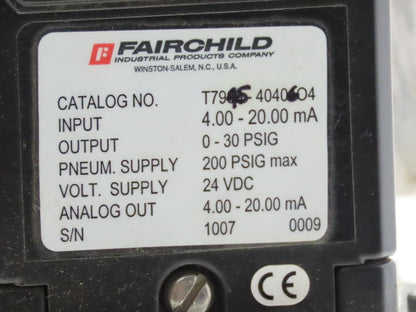 FAIRCHILD
INDUSTRIAL PRODUCTS COMPANY
WINSTON-SALEM, N.C., U.S.A.
CATALOG NO.
INPUT 4.00 - 20.00 mA
OUTPUT 0 - 30 PSIG
PNEUM. SUPPLY 200 PSIG max
VOLT. SUPPLY 24 VDC
ANALOG OUT 4.00 - 20.00 mA
S/N 1007 0009
CE